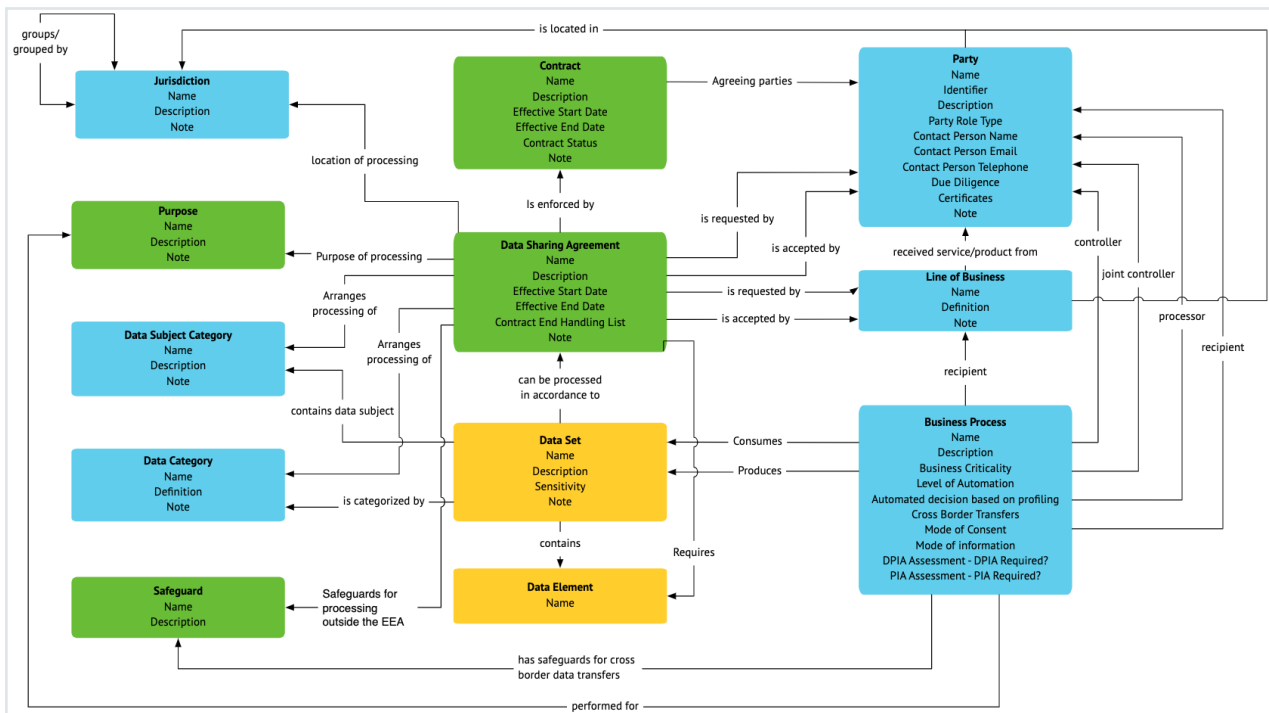 groups/
grouped by
is located in
Jurisdiction
Name
Description
Note
Contract
Name
Description
Effective Start Date
Effective End Date
Contract Status
Note
Agreeing parties
Party
Name
Identifier
Description
Party Role Type
Contact Person Name
Contact Person Email
Contact Person Telephone
Due Diligence
Certificates
Note
location of processing
Is enforced by
is requested by
is accepted by
Purpose
Name
Description
Note
Purpose of processing
Data Sharing Agreement
Name
Description
Effective Start Date
Effective End Date
Contract End Handling List
Note
received service/product from
controller
joint controller
processor
recipient
is requested by
is accepted by
Line of Business
Name
Definition
Note
Arranges
processing of
Arranges
processing of
Data Subject Category
Name
Description
Note
contains data subject
can be processed
in accordance to
recipient
Data Category
Name
Definition
Note
is categorized by
Data Set
Name
Description
Sensitivity
Note
Consumes
Produces
Business Process
Name
Description
Business Criticality
Level of Automation
Automated decision based on profiling
Cross Border Transfers
Mode of Consent
Mode of information
DPIA Assessment - DPIA Required?
PIA Assessment - PIA Required?
contains
Requires
Safeguard
Name
Description
Safeguards for
processing
outside the EEA
Data Element
Name
has safeguards for cross
border data transfers
performed for